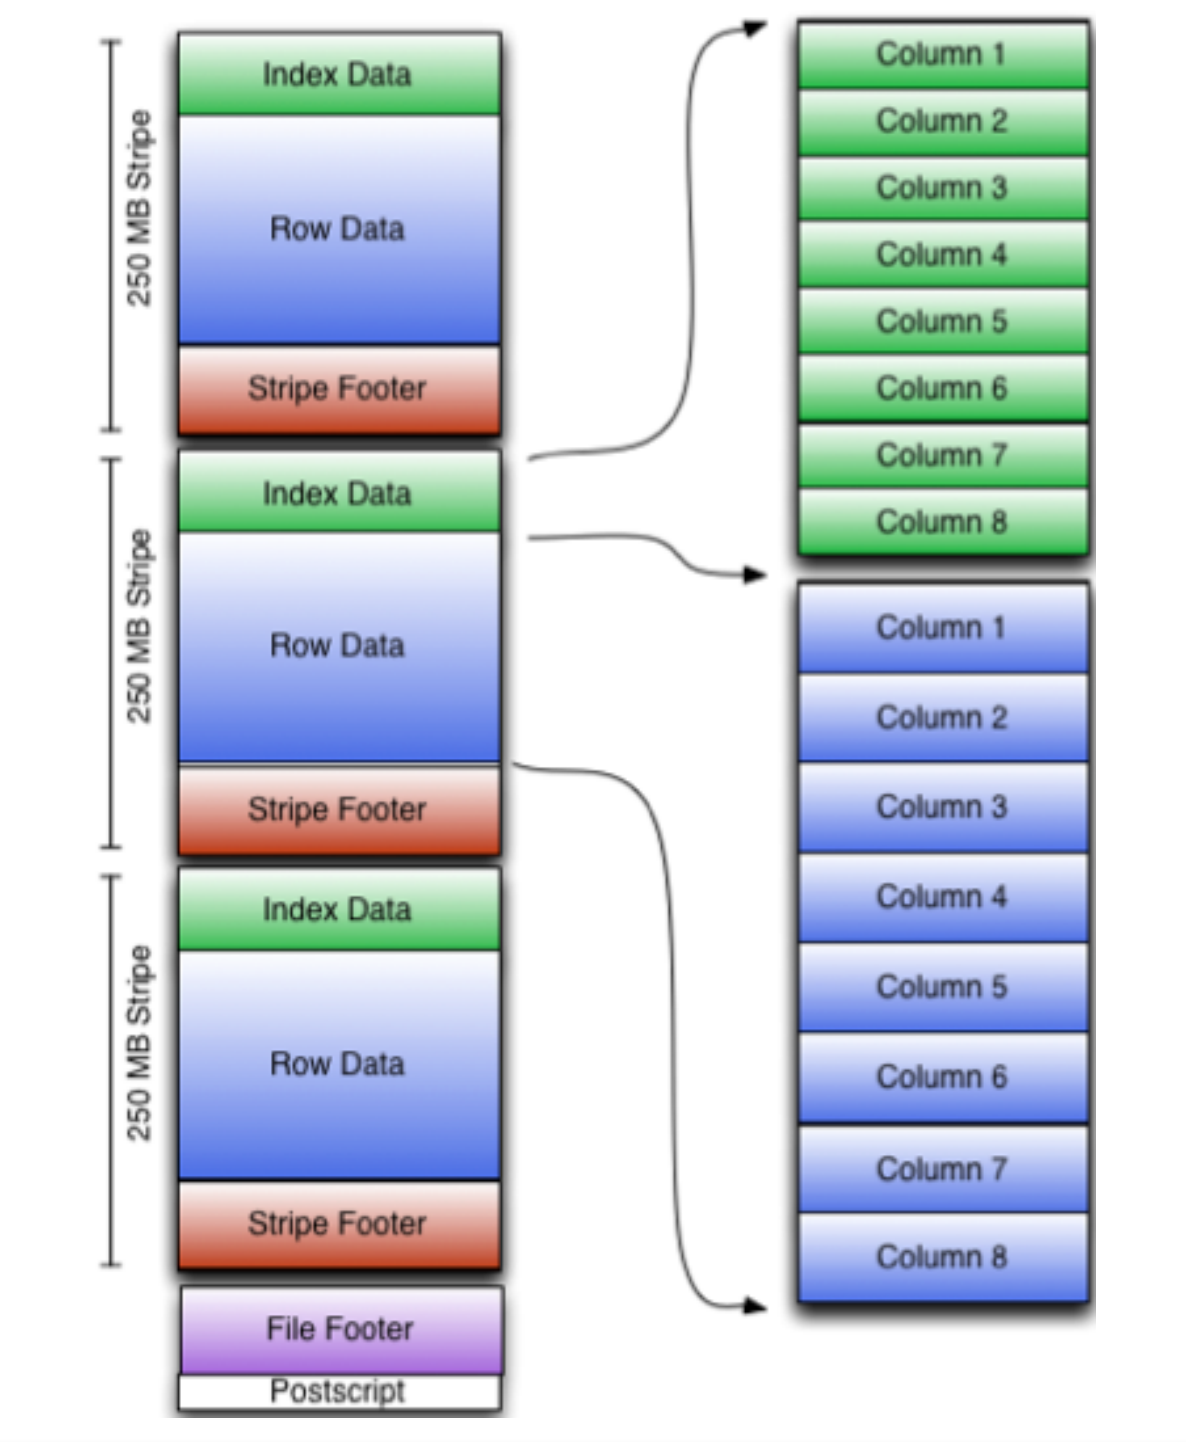 250 MB Stripe
Index Data
Row Data
Stripe Footer
250 MB Stripe
Index Data
Row Data
Stripe Footer
250 MB Stripe
Index Data
Row Data
Stripe Footer
File Footer
Postscript
Column 1
Column 2
Column 3
Column 4
Column 5
Column 6
Column 7
Column 8
Column 1
Column 2
Column 3
Column 4
Column 5
Column 6
Column 7
Column 8